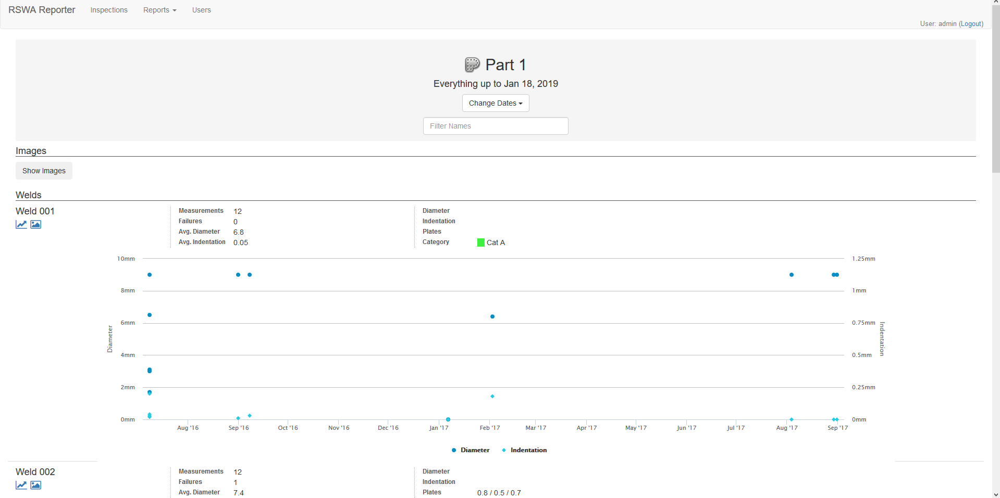 RSWA Reporter Inspections Reports Users
User: admin (Logout)
Part 1
Everything up to Jan 18, 2019
Change Dates
Filter Names
Images
Show Images
Welds
Weld 001
Measurements 12
Failures 0
Avg. Diameter 6.8
Avg. Indentation 0.05
Diameter
Indentation
Plates
Category Cat A
10mm 1.25mm
8mm 1mm
6mm 0.75mm
4mm 0.5mm
2mm 0.25mm
0mm 0mm
Diameter
Indentation
Aug '16 Sep '16 Oct '16 Nov '16 Dec '16 Jan '17 Feb '17 Mar '17 Apr '17 May '17 Jun '17 Jul '17 Aug '17 Sep '17
Diameter Indentation
Weld 002
Measurements 12
Failures 1
Avg. Diameter 7.4
Diameter
Indentation
Plates 0.8 / 0.5 / 0.7